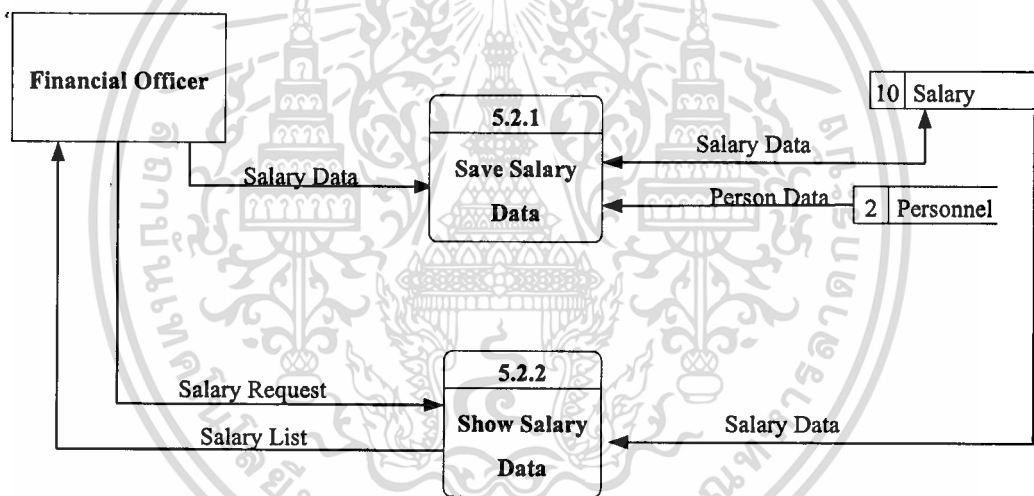 Financial Officer
10 Salary
5.2.1
Save Salary
Data
Salary Data
Salary Data
Person Data
2 Personnel
5.2.2
Show Salary
Data
Salary Request
Salary List
Salary Data